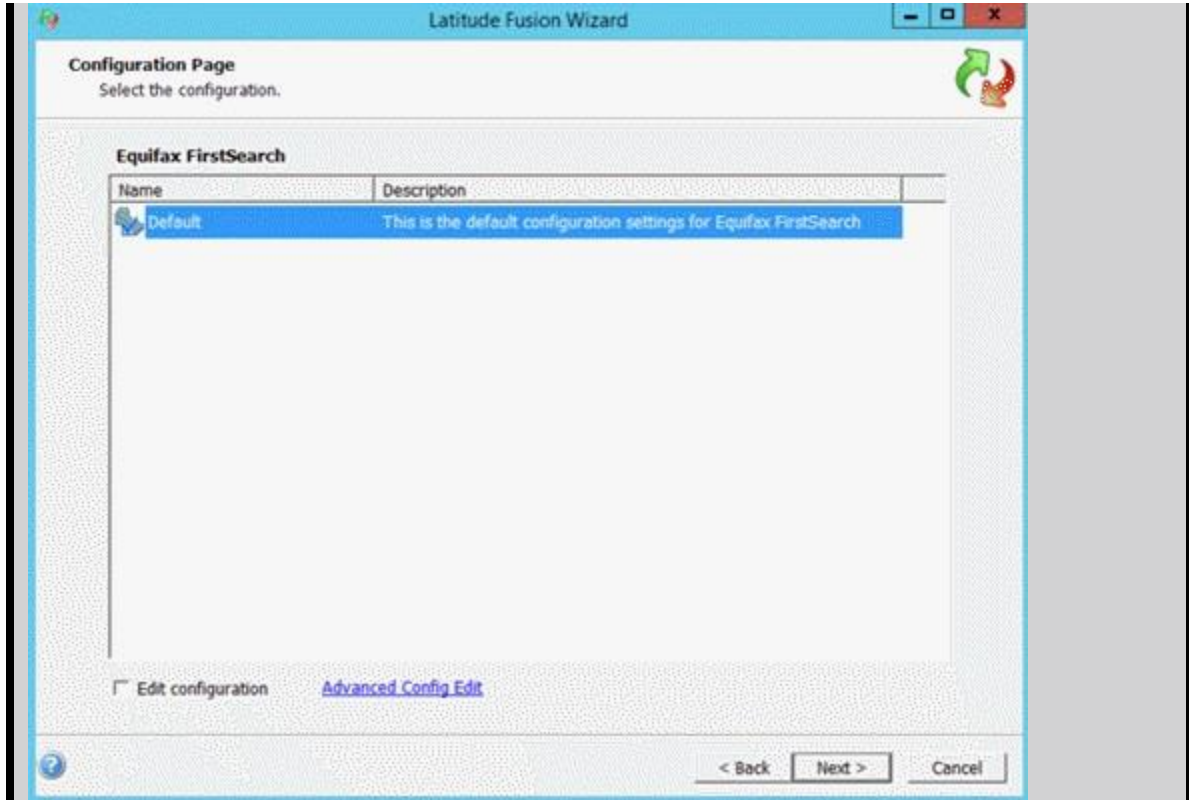 Latitude Fusion Wizard
Configuration Page
Select the configuration.
Equifax FirstSearch
Name Description
Default This is the default configuration settings for Equifax FirstSearch
Edit configuration Advanced Config Edit
< Back Next > Cancel